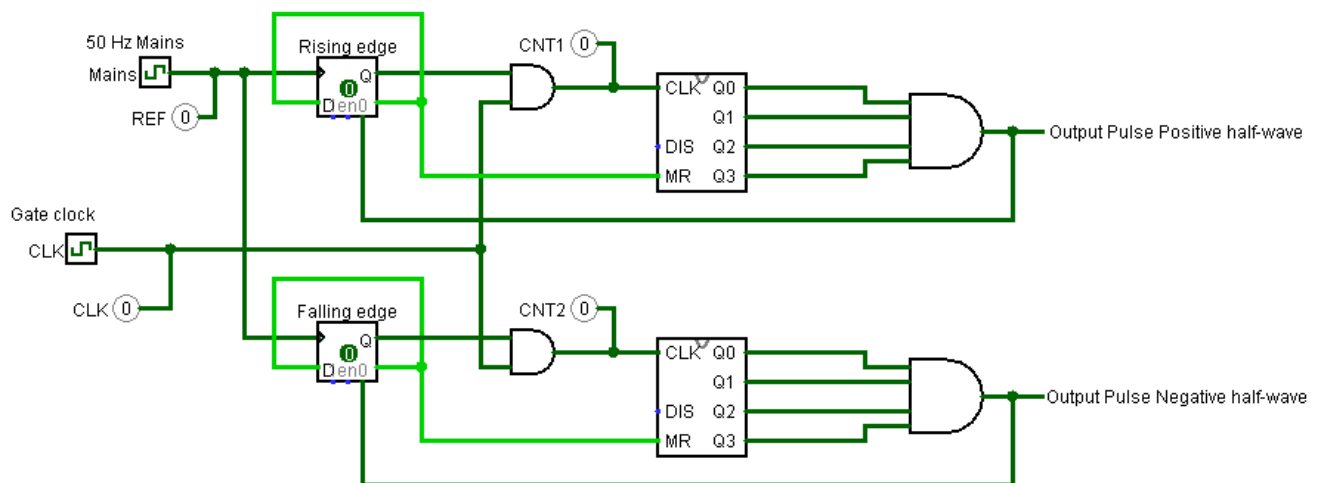 50 Hz Mains
Mains
REF 0
Rising edge
Q
0
D en 0
CNT1 0
CLK Q0
Q1
DIS Q2
MR Q3
Output Pulse Positive half-wave
Gate clock
CLK
CLK 0
Falling edge
Q
0
D en 0
CNT2 0
CLK Q0
Q1
DIS Q2
MR Q3
Output Pulse Negative half-wave